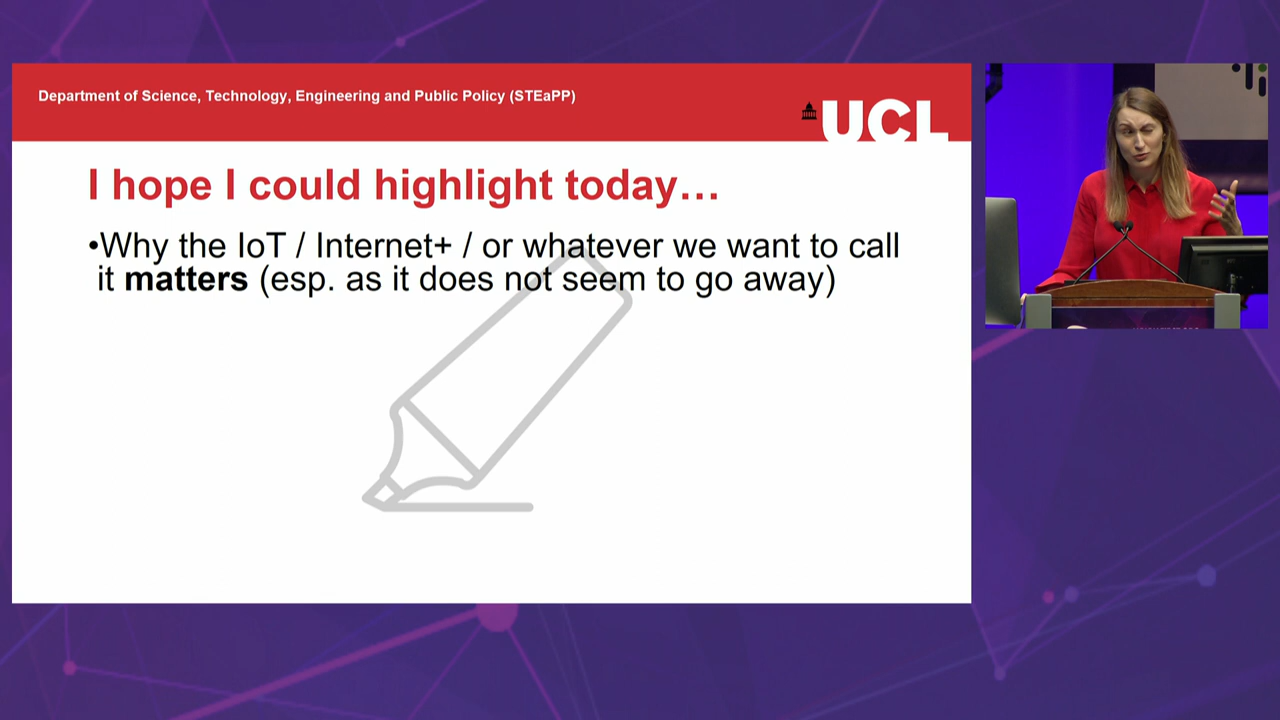 Department of Science, Technology, Engineering and Public Policy (STEaPP)
UCL
I hope I could highlight today…
•Why the IoT / Internet+ / or whatever we want to call
it matters (esp. as it does not seem to go away)